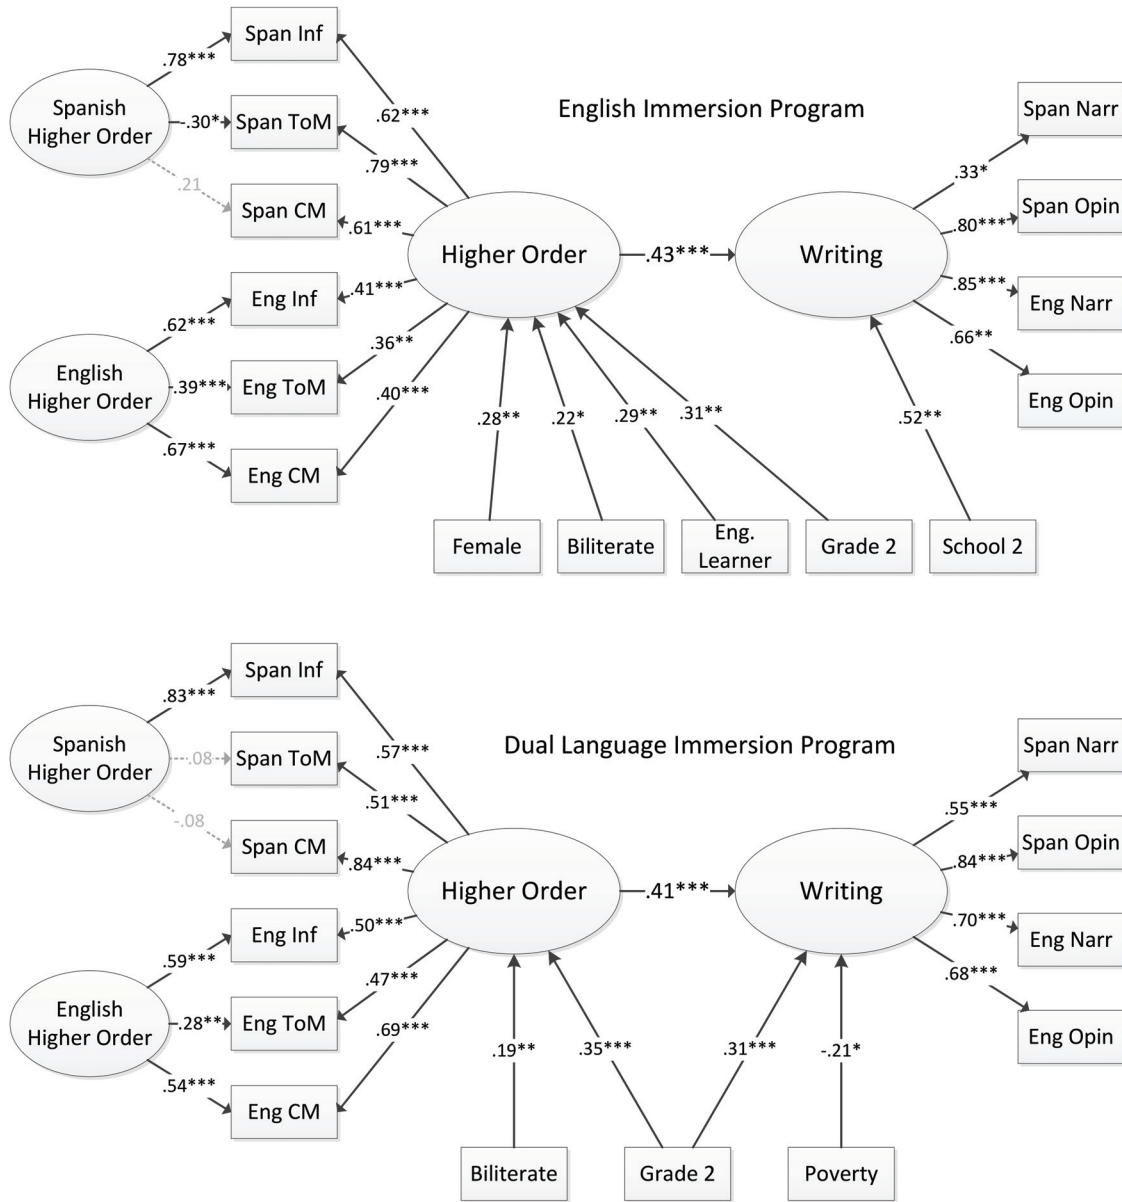 Span Inf
.78***
Spanish
Higher Order
-.30*
Span ToM
.62***
English Immersion Program
Span Narr
.79***
.33*
.21
Span CM
.61***
Span Opin
.80***
Higher Order
.43***
Writing
Eng Inf
.41***
.85***
Eng Narr
.62***
.36**
.66**
English
Higher Order
.39***
Eng ToM
.40***
Eng Opin
.28**
.22*
.29**
.31**
.52**
.67***
Eng CM
Female
Biliterate
Eng.
Learner
Grade 2
School 2
Span Inf
.83***
Spanish
Higher Order
-.08
Span ToM
.57***
Dual Language Immersion Program
Span Narr
.51***
.55***
-.08
Span CM
.84***
Span Opin
.84***
Higher Order
.41***
Writing
Eng Inf
.50***
.70***
Eng Narr
.59***
.47***
.68***
English
Higher Order
.28**
Eng ToM
.69***
Eng Opin
.19**
.35***
.31***
-.21*
.54***
Eng CM
Biliterate
Grade 2
Poverty